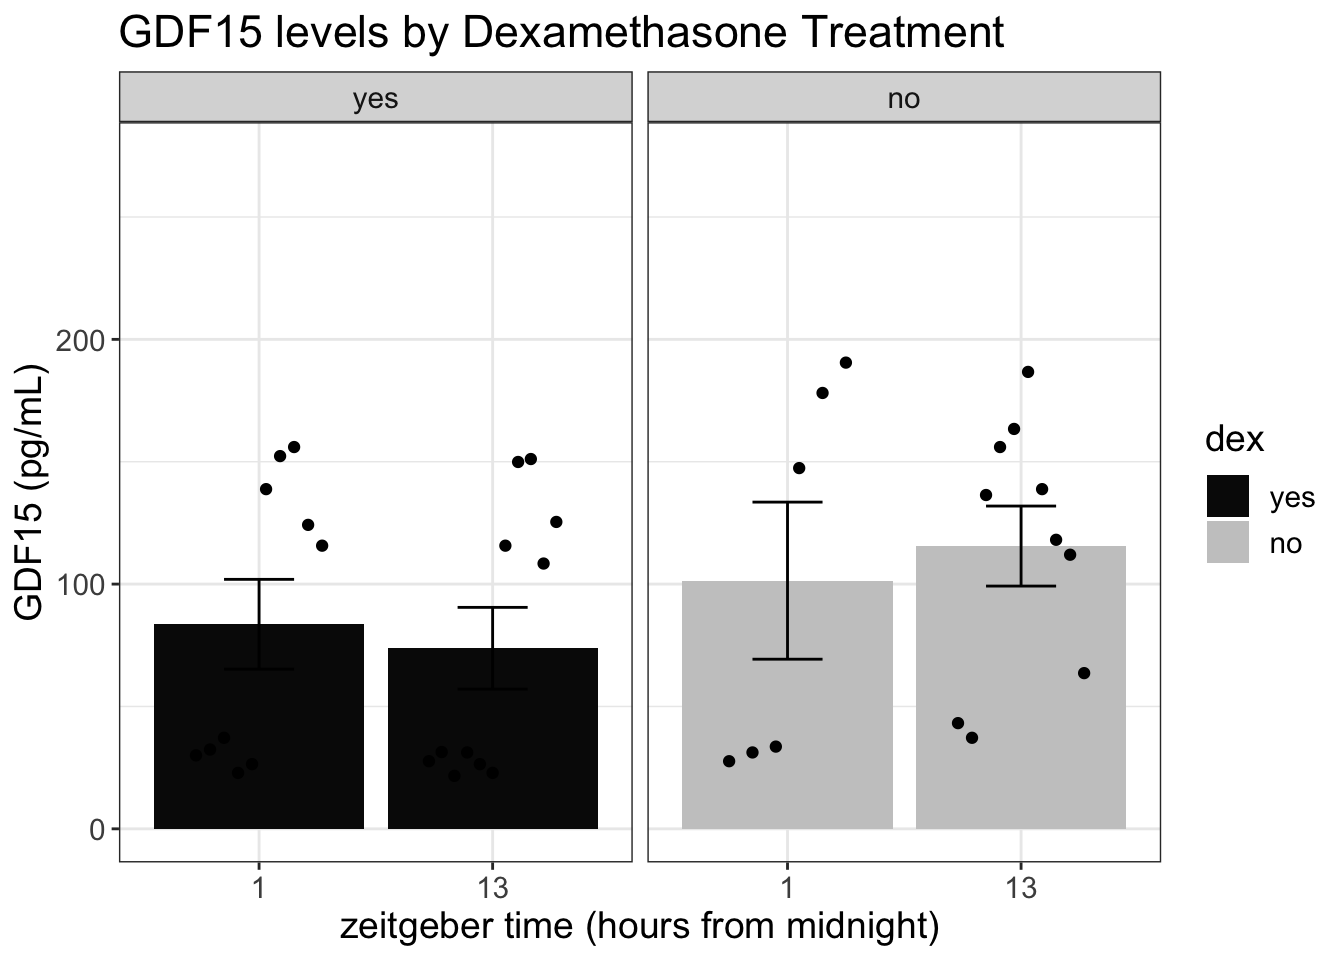 GDF15 levels by Dexamethasone Treatment
yes
no
GDF15 (pg/mL)
200
100
0
1
13
1
13
zeitgeber time (hours from midnight)
dex
yes
no